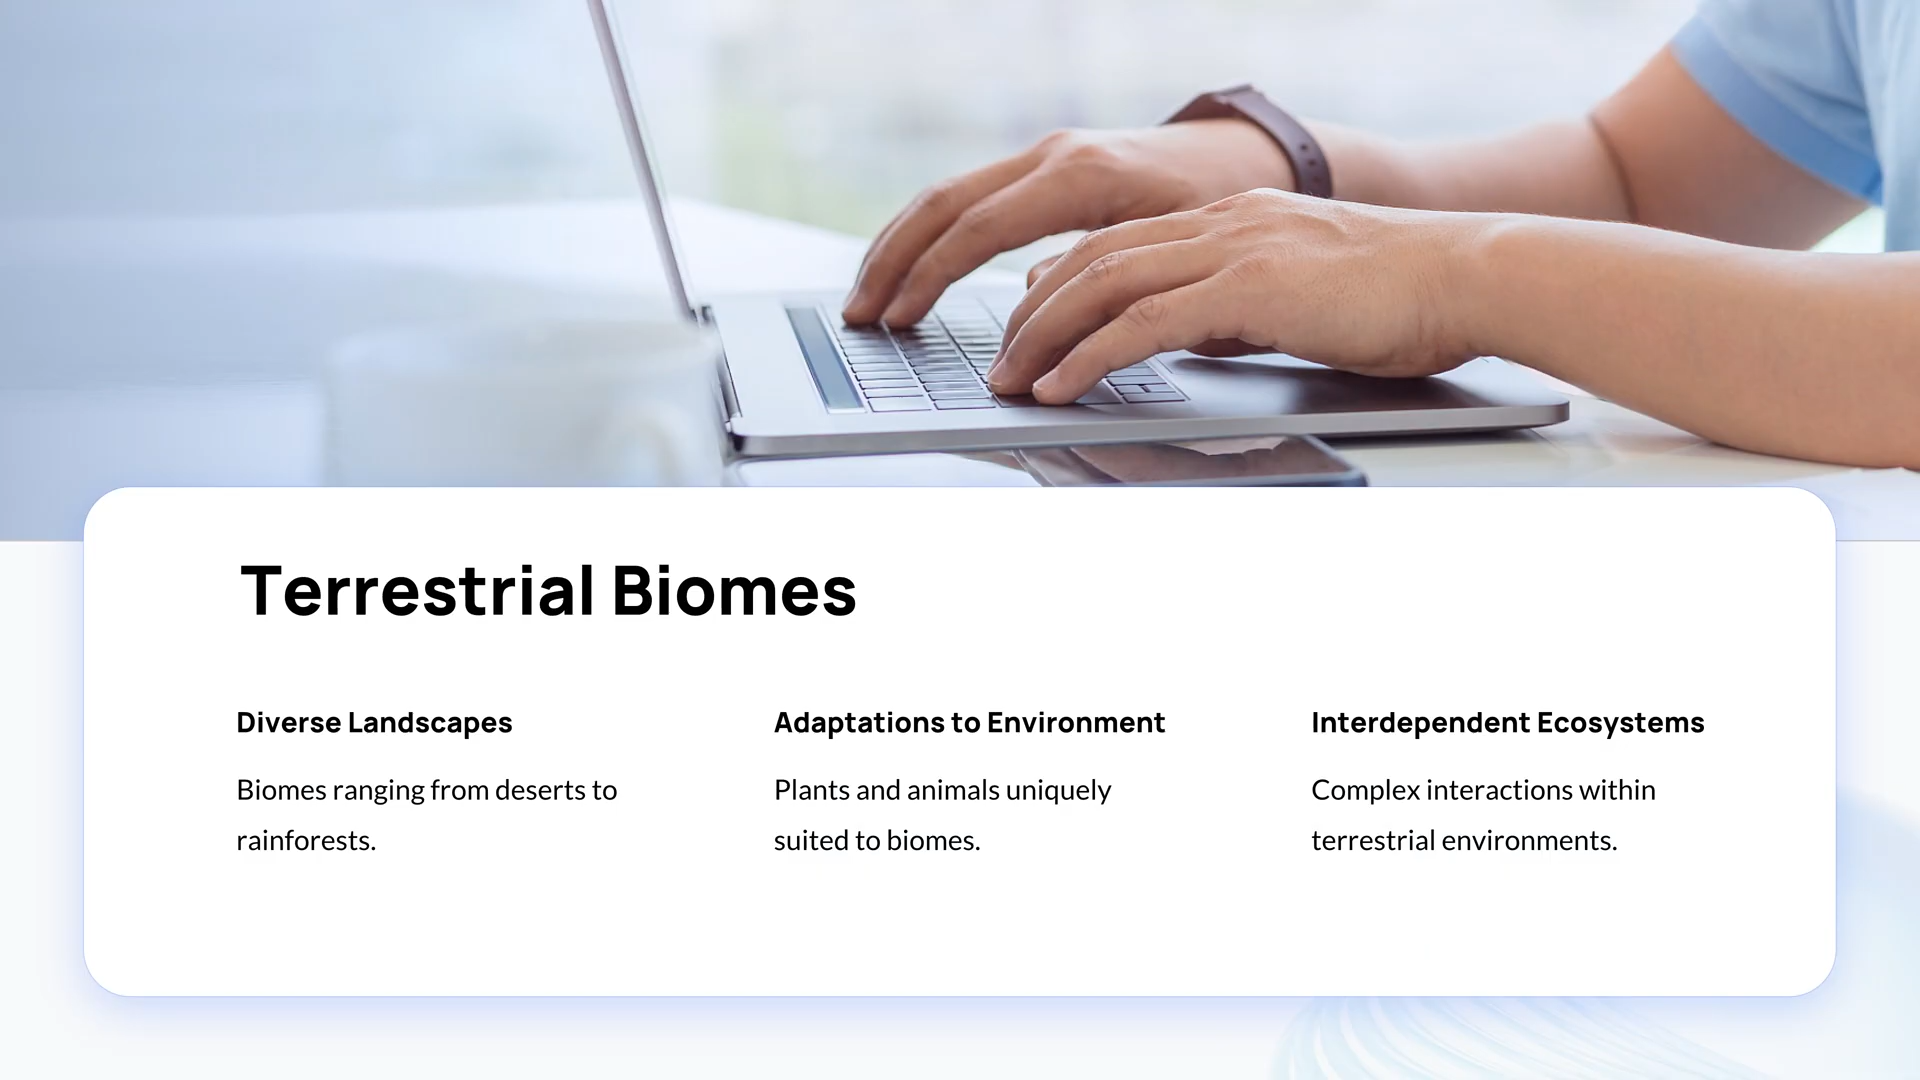 Terrestrial Biomes
Diverse Landscapes
Biomes ranging from deserts to
rainforests.
Adaptations to Environment
Plants and animals uniquely
suited to biomes.
Interdependent Ecosystems
Complex interactions within
terrestrial environments.